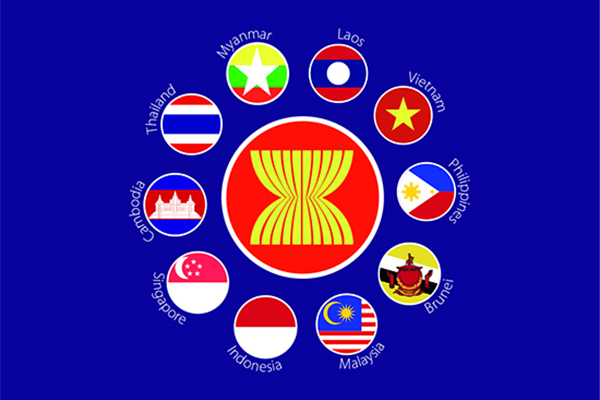 Myanmar
Laos
Vietnam
Philippines
Brunei
Malaysia
Indonesia
Singapore
Cambodia
Thailand